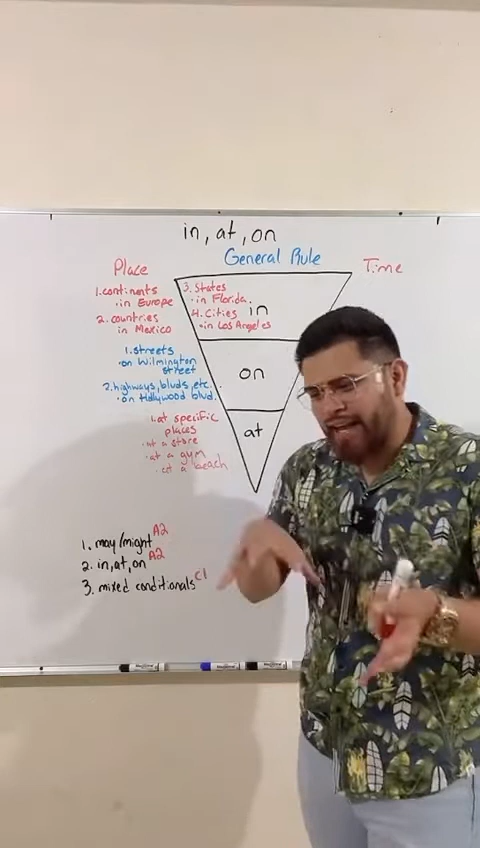 in, at, on
General Rule
Place
1. continents
· in Europe
2. countries
in Mexico
3. States
· in Florida.
4. Cities
· in Los Angeles
in
1. streets
· on Wilmington
street
2. highways, blvds, etc.
· on Hollywood blvd.
on
1. at specific
places
· at a store
· at a gym
· at a beach
at
Time
1. may/might A2
2. in, at, on A2
3. mixed conditionals C1